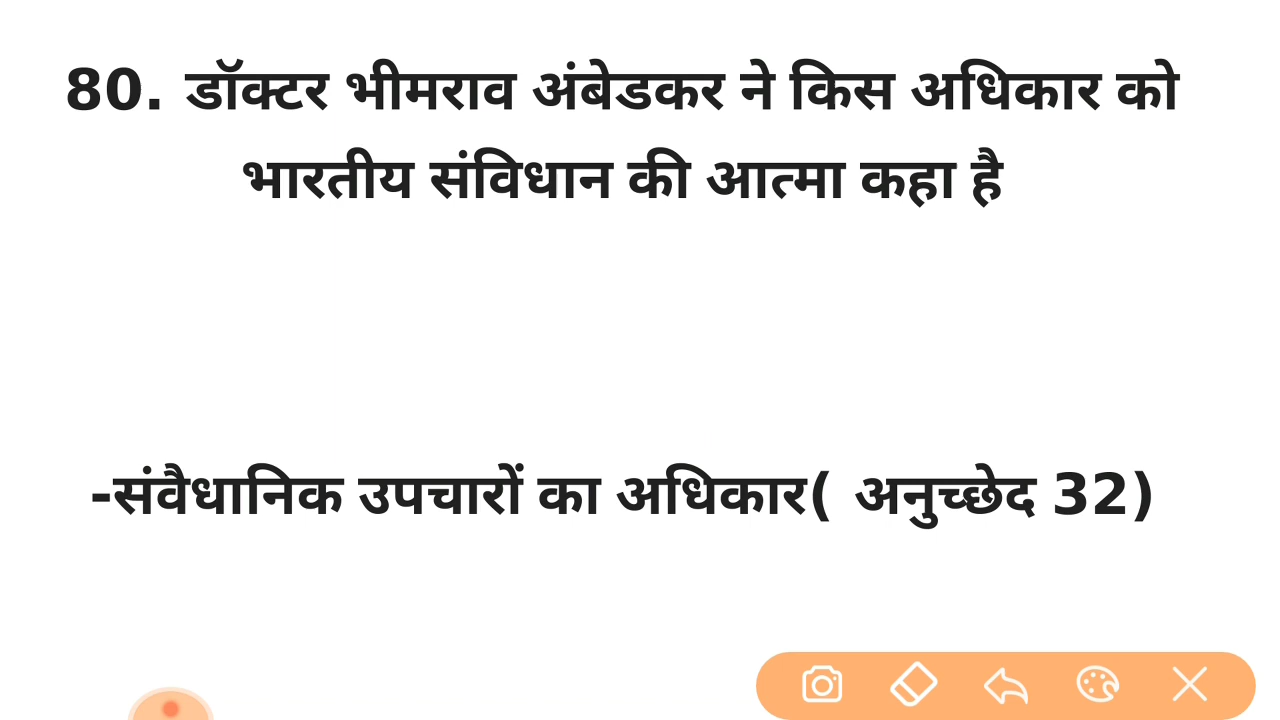 80. डॉक्टर भीमराव अंबेडकर ने किस अधिकार को
भारतीय संविधान की आत्मा कहा है
-संवैधानिक उपचारों का अधिकार( अनुच्छेद 32)